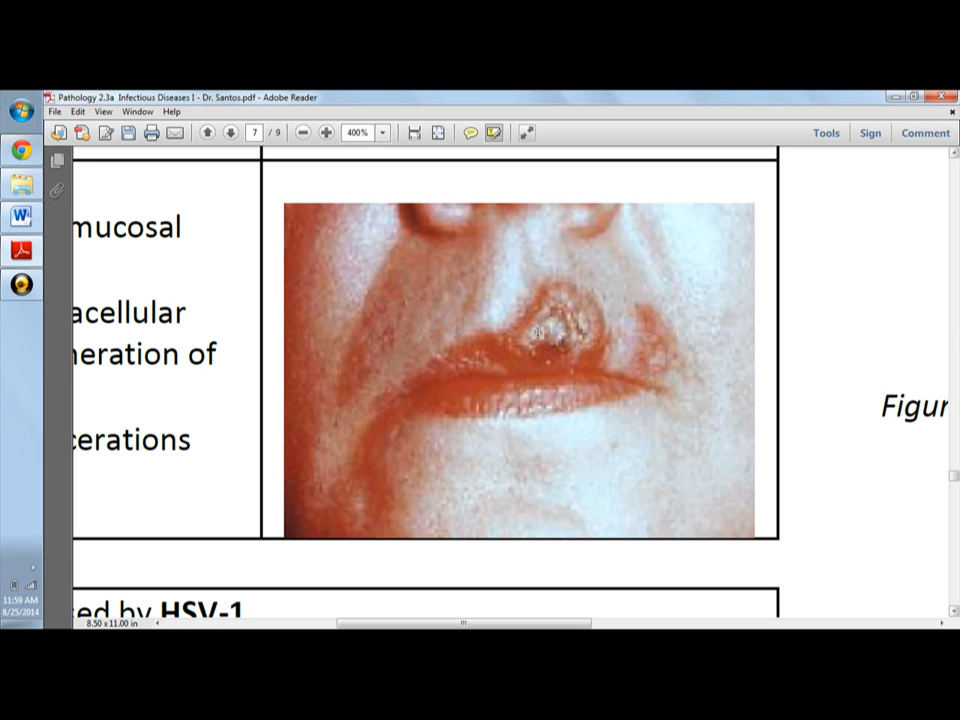 Pathology 2.3a Infectious Diseases I - Dr. Santos.pdf - Adobe Reader
File Edit View Window Help
7 / 9 400% Tools Sign Comment
mucosal
acellular
neration of
cerations
Figur
sed by HSV-1
11:59 AM
8/25/2014
8.50 x 11.00 in